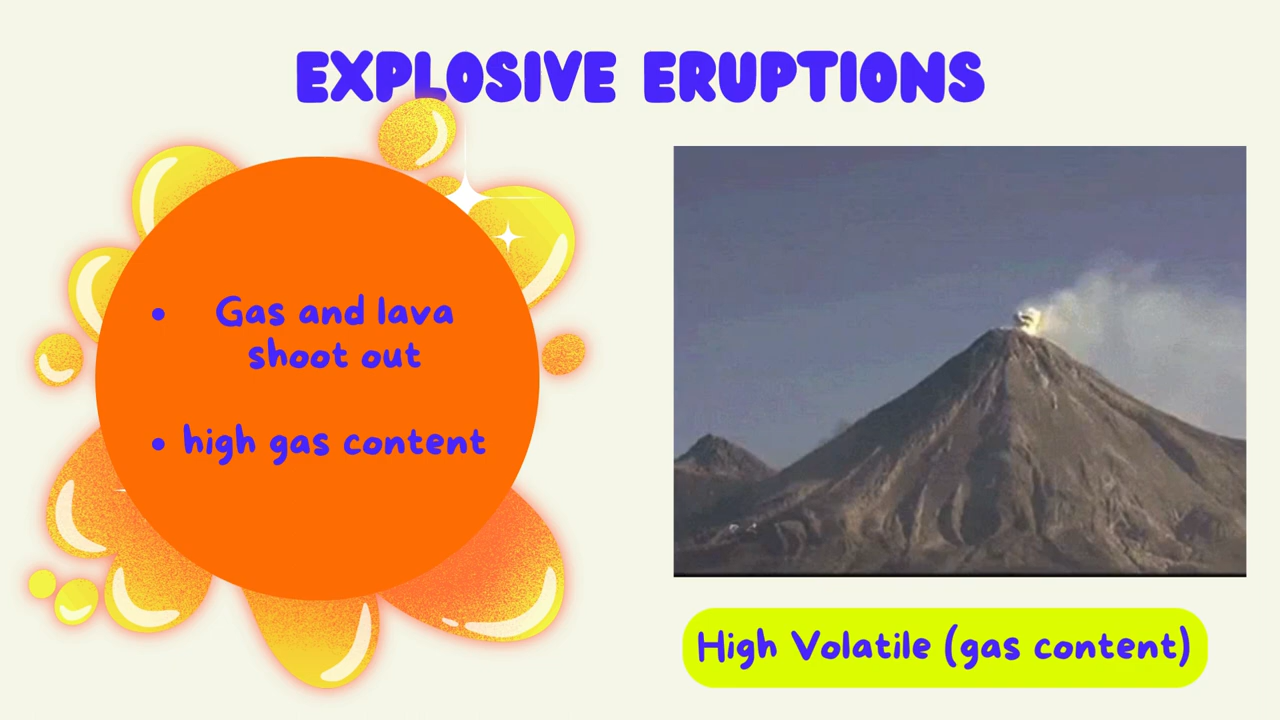 EXPLOSIVE ERUPTIONS
• Gas and lava
shoot out
• high gas content
High Volatile (gas content)